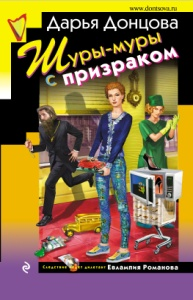 www.dontsova.ru
Дарья Донцова
Шуры-муры
с призраком
Следствие ведет дилетант Евлампия Романова